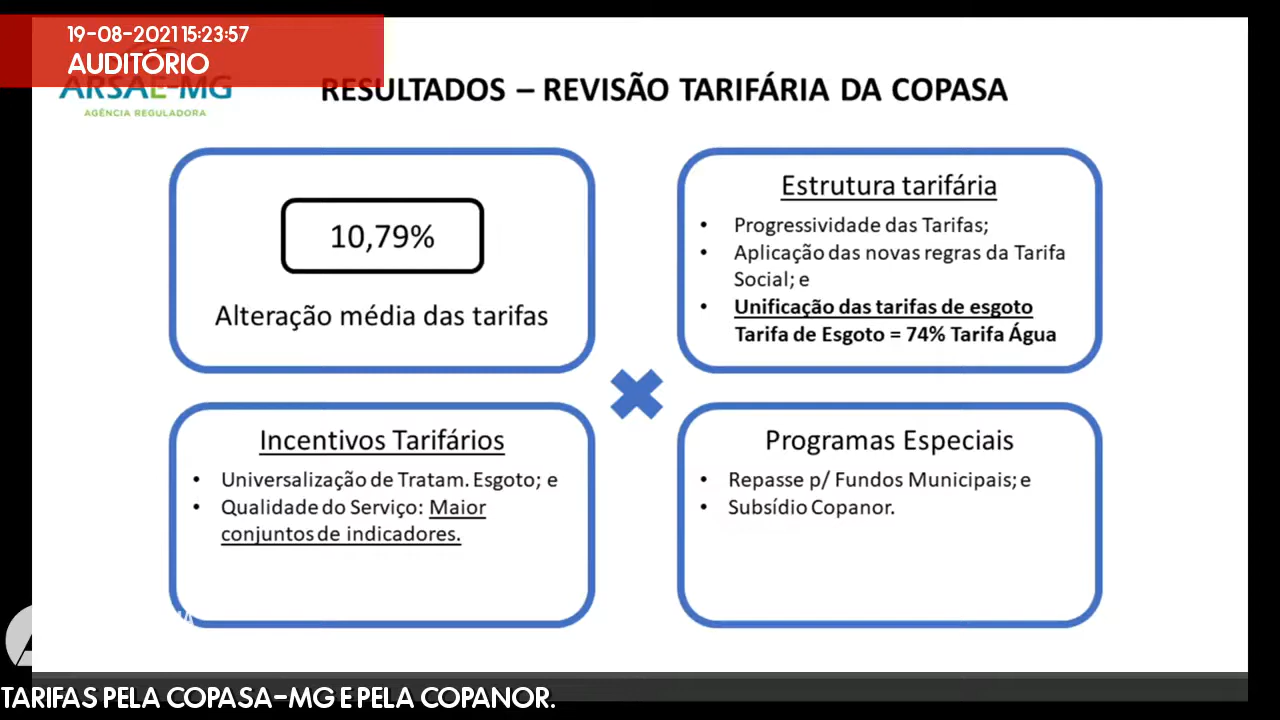 19-08-2021 15:23:57
AUDITÓRIO
ARSAE-MG
AGÊNCIA REGULADORA
RESULTADOS – REVISÃO TARIFÁRIA DA COPASA
10,79%
Alteração média das tarifas
Estrutura tarifária
• Progressividade das Tarifas;
• Aplicação das novas regras da Tarifa
Social; e
• Unificação das tarifas de esgoto
Tarifa de Esgoto = 74% Tarifa Água
Incentivos Tarifários
• Universalização de Tratam. Esgoto; e
• Qualidade do Serviço: Maior
conjuntos de indicadores.
Programas Especiais
• Repasse p/ Fundos Municipais; e
• Subsídio Copanor.
TARIFAS PELA COPASA-MG E PELA COPANOR.